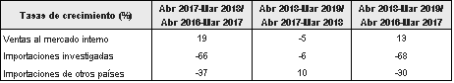 Tasas de crecimiento (%)
Abr 2017-Mar 2018/ Abr 2016-Mar 2017
Abr 2018-Mar 2019/ Abr 2017-Mar 2018
Abr 2018-Mar 2019/ Abr 2016-Mar 2017
Ventas al mercado interno 19 -5 13
Importaciones investigadas -66 -6 -68
Importaciones de otros países -37 10 -30